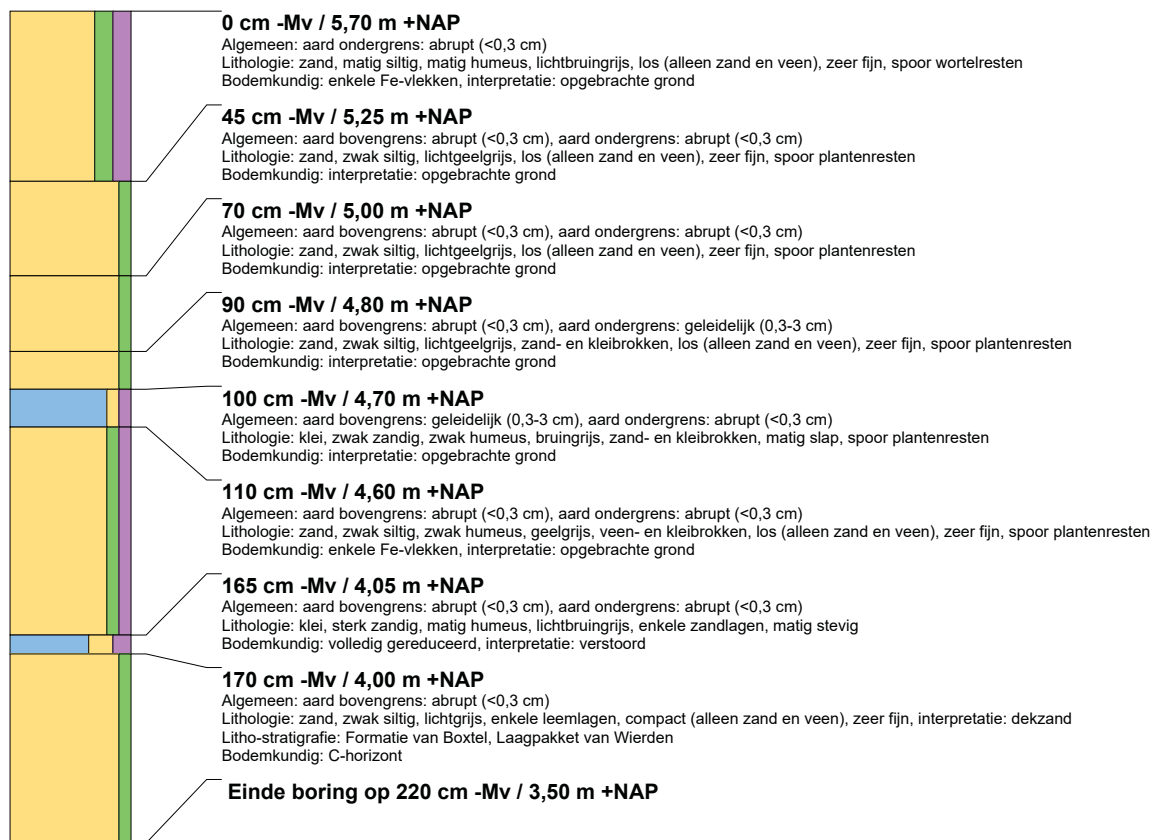 0 cm -Mv / 5,70 m +NAP
Algemeen: aard ondergrens: abrupt (<0,3 cm)
Lithologie: zand, matig siltig, matig humeus, lichtbruingrijs, los (alleen zand en veen), zeer fijn, spoor wortelresten
Bodemkundig: enkele Fe-vlekken, interpretatie: opgebrachte grond
45 cm -Mv / 5,25 m +NAP
Algemeen: aard bovengrens: abrupt (<0,3 cm), aard ondergrens: abrupt (<0,3 cm)
Lithologie: zand, zwak siltig, lichtgeelgrijs, los (alleen zand en veen), zeer fijn, spoor plantenresten
Bodemkundig: interpretatie: opgebrachte grond
70 cm -Mv / 5,00 m +NAP
Algemeen: aard bovengrens: abrupt (<0,3 cm), aard ondergrens: abrupt (<0,3 cm)
Lithologie: zand, zwak siltig, lichtgeelgrijs, los (alleen zand en veen), zeer fijn, spoor plantenresten
Bodemkundig: interpretatie: opgebrachte grond
90 cm -Mv / 4,80 m +NAP
Algemeen: aard bovengrens: abrupt (<0,3 cm), aard ondergrens: geleidelijk (0,3-3 cm)
Lithologie: zand, zwak siltig, lichtgeelgrijs, zand- en kleibrokken, los (alleen zand en veen), zeer fijn, spoor plantenresten
Bodemkundig: interpretatie: opgebrachte grond
100 cm -Mv / 4,70 m +NAP
Algemeen: aard bovengrens: geleidelijk (0,3-3 cm), aard ondergrens: abrupt (<0,3 cm)
Lithologie: klei, zwak zandig, zwak humeus, bruingrijs, zand- en kleibrokken, matig slap, spoor plantenresten
Bodemkundig: interpretatie: opgebrachte grond
110 cm -Mv / 4,60 m +NAP
Algemeen: aard bovengrens: abrupt (<0,3 cm), aard ondergrens: abrupt (<0,3 cm)
Lithologie: zand, zwak siltig, zwak humeus, geelgrijs, veen- en kleibrokken, los (alleen zand en veen), zeer fijn, spoor plantenresten
Bodemkundig: enkele Fe-vlekken, interpretatie: opgebrachte grond
165 cm -Mv / 4,05 m +NAP
Algemeen: aard bovengrens: abrupt (<0,3 cm), aard ondergrens: abrupt (<0,3 cm)
Lithologie: klei, sterk zandig, matig humeus, lichtbruingrijs, enkele zandlagen, matig stevig
Bodemkundig: volledig gereduceerd, interpretatie: verstoord
170 cm -Mv / 4,00 m +NAP
Algemeen: aard bovengrens: abrupt (<0,3 cm)
Lithologie: zand, zwak siltig, lichtgrijs, enkele leemlagen, compact (alleen zand en veen), zeer fijn, interpretatie: dekzand
Litho-stratigrafie: Formatie van Boxtel, Laagpakket van Wierden
Bodemkundig: C-horizont
Einde boring op 220 cm -Mv / 3,50 m +NAP